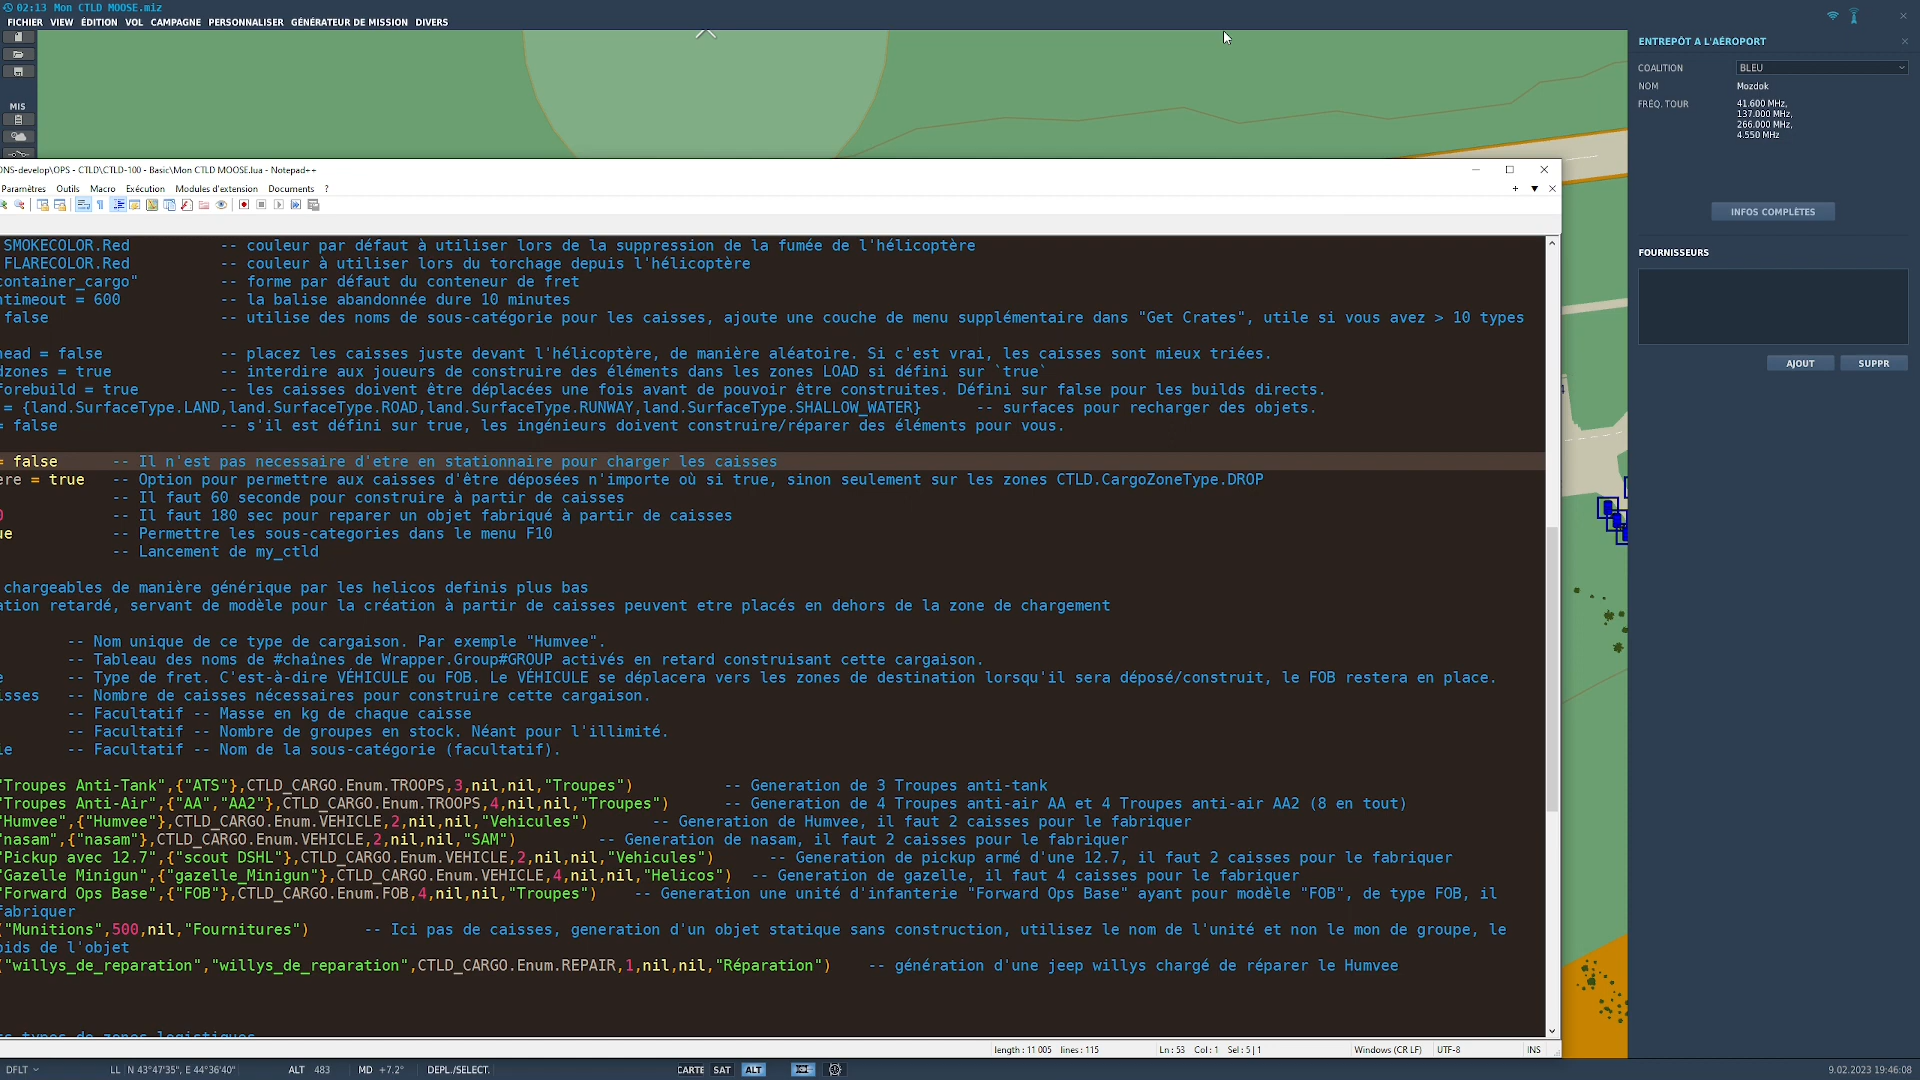 02:13 Mon CTLD MOOSE.miz
FICHIER VIEW ÉDITION VOL CAMPAGNE PERSONNALISER GÉNÉRATEUR DE MISSION DIVERS
MIS
ENTREPÔT A L'AÉROPORT
COALITION BLEU
NOM Mozdok
FRÉQ. TOUR 41.600 MHz,
137.000 MHz,
266.000 MHz,
4.550 MHz
INFOS COMPLÈTES
FOURNISSEURS
AJOUT SUPPR
ONS-develop\OPS - CTLD\CTLD-100 - Basic\Mon CTLD MOOSE.lua - Notepad++
Paramètres Outils Macro Exécution Modules d'extension Documents ?
SMOKECOLOR.Red -- couleur par défaut à utiliser lors de la suppression de la fumée de l'hélicoptère
FLARECOLOR.Red -- couleur à utiliser lors du torchage depuis l'hélicoptère
container_cargo" -- forme par défaut du conteneur de fret
ntimeout = 600 -- la balise abandonnée dure 10 minutes
false -- utilise des noms de sous-catégorie pour les caisses, ajoute une couche de menu supplémentaire dans "Get Crates", utile si vous avez > 10 types
head = false -- placez les caisses juste devant l'hélicoptère, de manière aléatoire. Si c'est vrai, les caisses sont mieux triées.
dzones = true -- interdire aux joueurs de construire des éléments dans les zones LOAD si défini sur `true`
forebuild = true -- les caisses doivent être déplacées une fois avant de pouvoir être construites. Défini sur false pour les builds directs.
= {land.SurfaceType.LAND,land.SurfaceType.ROAD,land.SurfaceType.RUNWAY,land.SurfaceType.SHALLOW_WATER} -- surfaces pour recharger des objets.
= false -- s'il est défini sur true, les ingénieurs doivent construire/réparer des éléments pour vous.
= false -- Il n'est pas necessaire d'etre en stationnaire pour charger les caisses
ere = true -- Option pour permettre aux caisses d'être déposées n'importe où si true, sinon seulement sur les zones CTLD.CargoZoneType.DROP
-- Il faut 60 seconde pour construire à partir de caisses
0 -- Il faut 180 sec pour reparer un objet fabriqué à partir de caisses
ue -- Permettre les sous-categories dans le menu F10
-- Lancement de my_ctld
chargeables de manière générique par les helicos definis plus bas
ation retardé, servant de modèle pour la création à partir de caisses peuvent etre placés en dehors de la zone de chargement
-- Nom unique de ce type de cargaison. Par exemple "Humvee".
-- Tableau des noms de #chaînes de Wrapper.Group#GROUP activés en retard construisant cette cargaison.
e -- Type de fret. C'est-à-dire VÉHICULE ou FOB. Le VÉHICULE se déplacera vers les zones de destination lorsqu'il sera déposé/construit, le FOB restera en place.
isses -- Nombre de caisses nécessaires pour construire cette cargaison.
-- Facultatif -- Masse en kg de chaque caisse
-- Facultatif -- Nombre de groupes en stock. Néant pour l'illimité.
ie -- Facultatif -- Nom de la sous-catégorie (facultatif).
"Troupes Anti-Tank",{"ATS"},CTLD_CARGO.Enum.TROOPS,3,nil,nil,"Troupes") -- Generation de 3 Troupes anti-tank
"Troupes Anti-Air",{"AA","AA2"},CTLD_CARGO.Enum.TROOPS,4,nil,nil,"Troupes") -- Generation de 4 Troupes anti-air AA et 4 Troupes anti-air AA2 (8 en tout)
"Humvee",{"Humvee"},CTLD_CARGO.Enum.VEHICLE,2,nil,nil,"Vehicules") -- Generation de Humvee, il faut 2 caisses pour le fabriquer
"nasam",{"nasam"},CTLD_CARGO.Enum.VEHICLE,2,nil,nil,"SAM") -- Generation de nasam, il faut 2 caisses pour le fabriquer
"Pickup avec 12.7",{"scout DSHL"},CTLD_CARGO.Enum.VEHICLE,2,nil,nil,"Vehicules") -- Generation de pickup armé d'une 12.7, il faut 2 caisses pour le fabriquer
"Gazelle Minigun",{"gazelle_Minigun"},CTLD_CARGO.Enum.VEHICLE,4,nil,nil,"Helicos") -- Generation de gazelle, il faut 4 caisses pour le fabriquer
"Forward Ops Base",{"FOB"},CTLD_CARGO.Enum.FOB,4,nil,nil,"Troupes") -- Generation une unité d'infanterie "Forward Ops Base" ayant pour modèle "FOB", de type FOB, il
fabriquer
("Munitions",500,nil,"Fournitures") -- Ici pas de caisses, generation d'un objet statique sans construction, utilisez le nom de l'unité et non le mon de groupe, le
oids de l'objet
("willys_de_reparation","willys_de_reparation",CTLD_CARGO.Enum.REPAIR,1,nil,nil,"Réparation") -- génération d'une jeep willys chargé de réparer le Humvee
rs types de zones logistiques
length : 11 005 lines : 115 Ln : 53 Col : 1 Sel : 5 | 1 Windows (CR LF) UTF-8 INS
DFLT LL N 43°47'35", E 44°36'40" ALT 483 MD +7.2° DEPL./SELECT. CARTE SAT ALT 9.02.2023 19:46:08